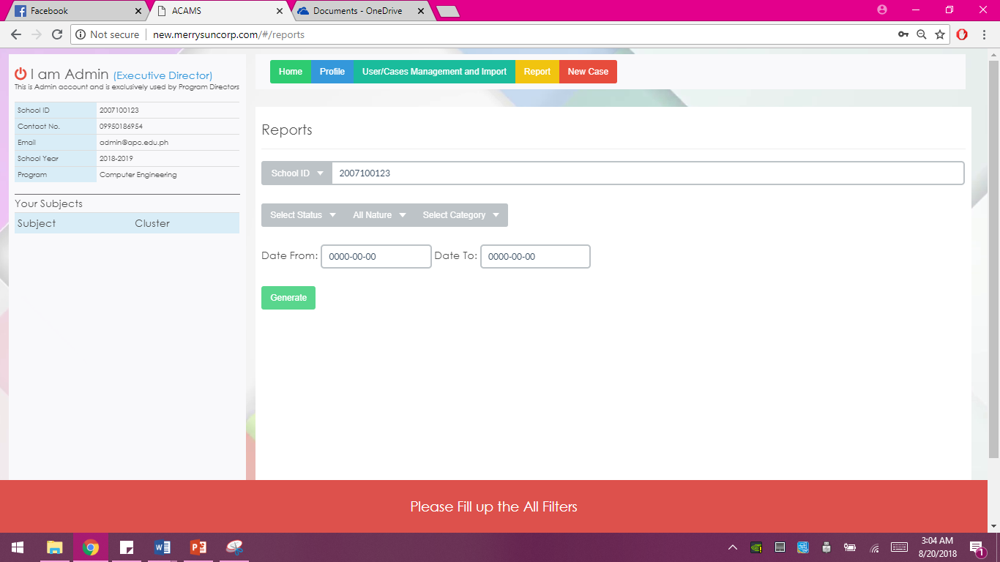 Facebook
ACAMS
Documents - OneDrive
Not secure
new.merrysuncorp.com/#/reports
I am Admin (Executive Director)
This is Admin account and is exclusively used by Program Directors
School ID 2007100123
Contact No. 09950186954
Email admin@apc.edu.ph
School Year 2018-2019
Program Computer Engineering
Your Subjects
Subject Cluster
Home Profile User/Cases Management and Import Report New Case
Reports
School ID 2007100123
Select Status All Nature Select Category
Date From: 0000-00-00 Date To: 0000-00-00
Generate
Please Fill up the All Filters
3:04 AM
8/20/2018
1